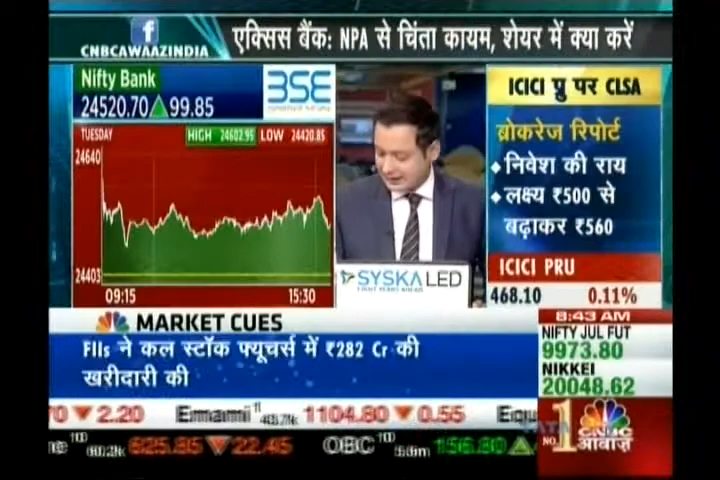 f
CNBCAWAAZINDIA
एक्सिस बैंक: NPA से चिंता कायम, शेयर में क्या करें
Nifty Bank
24520.70 ▲ 99.85
BSE
TUESDAY
HIGH 24602.95 LOW 24420.85
24640
24403
09:15 15:30
SYSKA LED
ICICI प्रु पर CLSA
ब्रोकरेज रिपोर्ट
◆ निवेश की राय
◆ लक्ष्य ₹500 से
बढ़ाकर ₹560
ICICI PRU
468.10 0.11%
MARKET CUES
FIIs ने कल स्टॉक फ्यूचर्स में ₹282 Cr की
खरीदारी की
8:43 AM
NIFTY JUL FUT
9973.80
NIKKEI
20048.62
▼ 2.20 Emami 1104.80 ▼ 0.55
▼ 22.45 OBC 156.80 ▲
NO. 1
CNBC
आवाज़